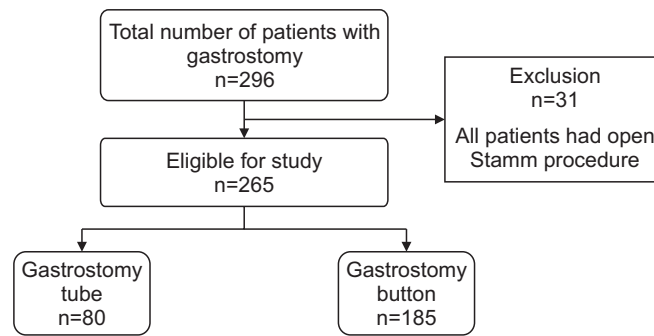 Total number of patients with
gastrostomy
n=296
Exclusion
n=31
All patients had open
Stamm procedure
Eligible for study
n=265
Gastrostomy
tube
n=80
Gastrostomy
button
n=185